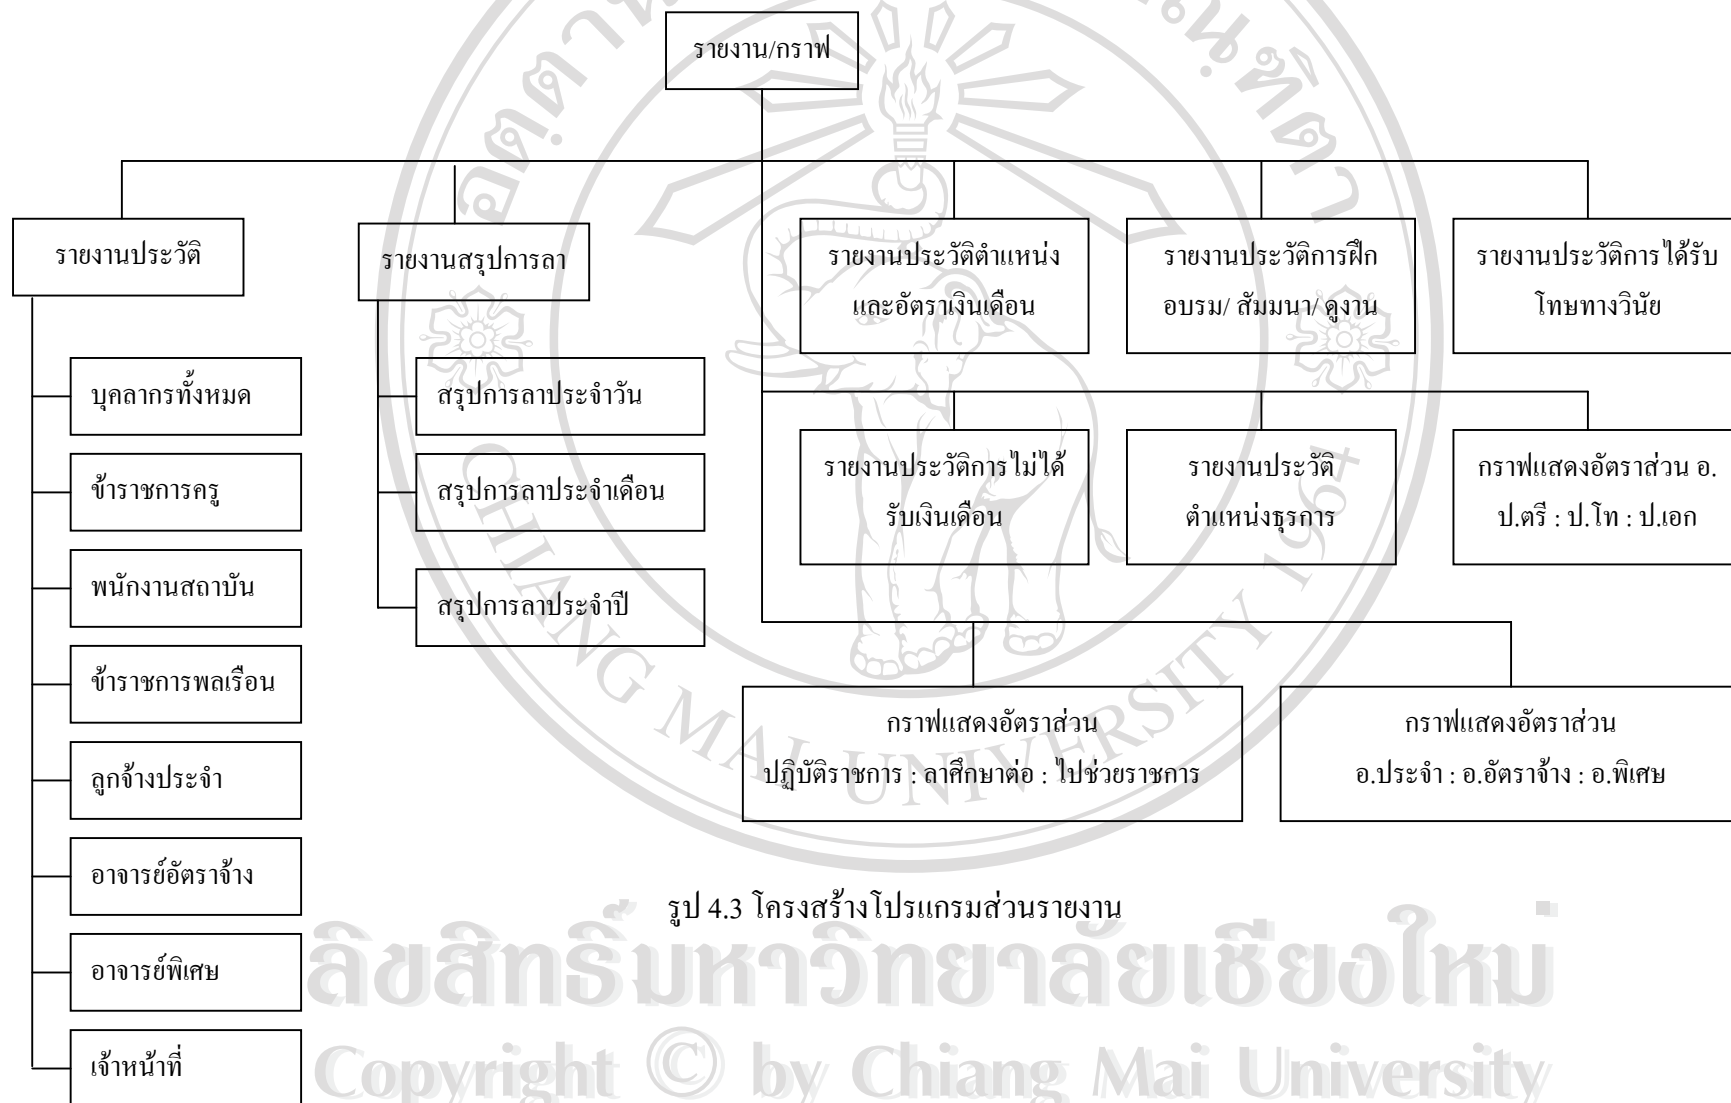 รายงาน/กราฟ
รายงานประวัติ
รายงานสรุปการลา
รายงานประวัติตำแหน่ง
และอัตราเงินเดือน
รายงานประวัติการฝึก
อบรม/ สัมมนา/ ดูงาน
รายงานประวัติการได้รับ
โทษทางวินัย
บุคลากรทั้งหมด
ข้าราชการครู
พนักงานสถาบัน
ข้าราชการพลเรือน
ลูกจ้างประจำ
อาจารย์อัตราจ้าง
อาจารย์พิเศษ
เจ้าหน้าที่
สรุปการลาประจำวัน
สรุปการลาประจำเดือน
สรุปการลาประจำปี
รายงานประวัติการไม่ได้
รับเงินเดือน
รายงานประวัติ
ตำแหน่งธุรการ
กราฟแสดงอัตราส่วน อ.
ป.ตรี : ป.โท : ป.เอก
กราฟแสดงอัตราส่วน
ปฏิบัติราชการ : ลาศึกษาต่อ : ไปช่วยราชการ
กราฟแสดงอัตราส่วน
อ.ประจำ : อ.อัตราจ้าง : อ.พิเศษ
รูป 4.3 โครงสร้างโปรแกรมส่วนรายงาน
CHIANG MAI UNIVERSITY 1964
ลิขสิทธิ์มหาวิทยาลัยเชียงใหม่
Copyright © by Chiang Mai University